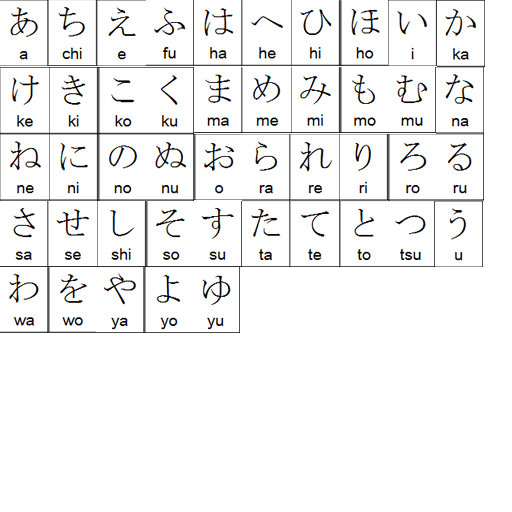 あ ち え ふ は へ ひ ほ い か
a chi e fu ha he hi ho i ka
け き こ く ま め み も む な
ke ki ko ku ma me mi mo mu na
ね に の ぬ お ら れ り ろ る
ne ni no nu o ra re ri ro ru
さ せ し そ す た て と つ う
sa se shi so su ta te to tsu u
わ を や よ ゆ
wa wo ya yo yu